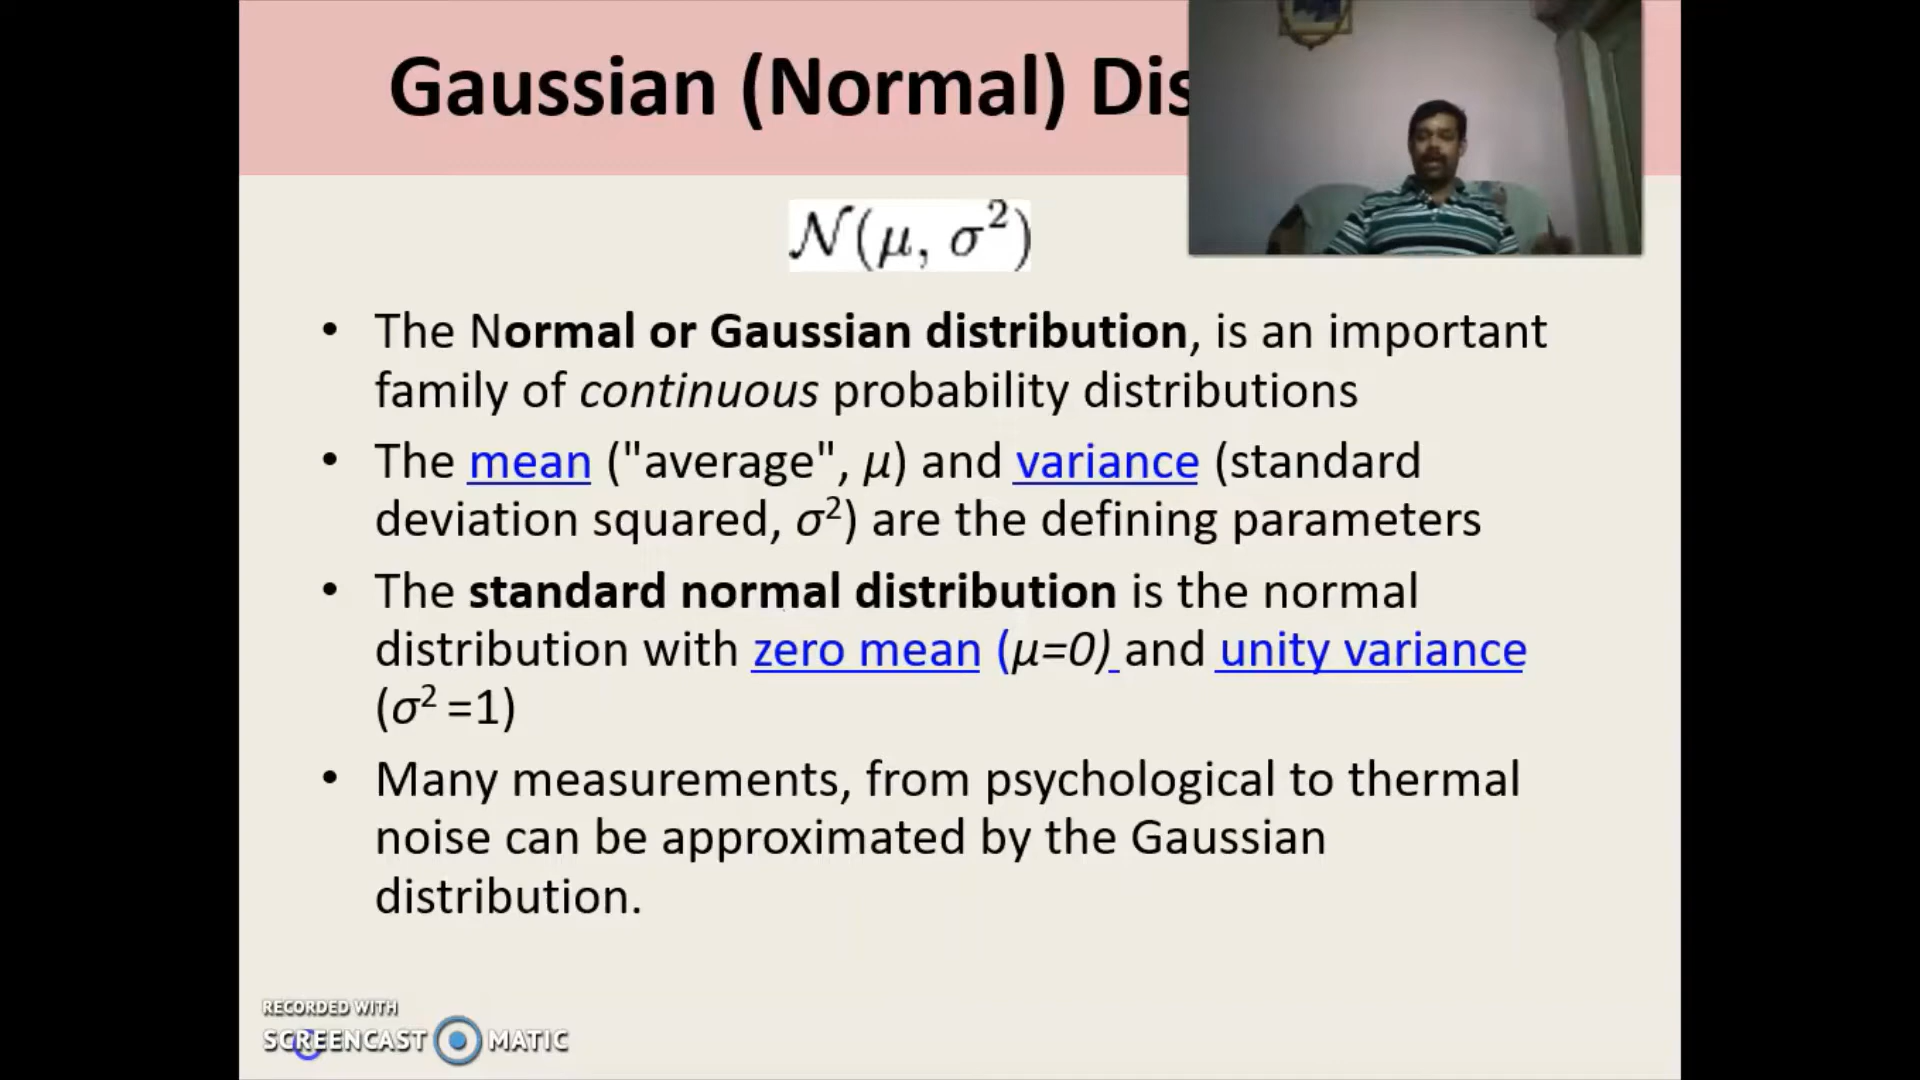 Gaussian (Normal) Dis
𝒩(μ, σ²)
• The Normal or Gaussian distribution, is an important
family of continuous probability distributions
• The mean ("average", μ) and variance (standard
deviation squared, σ²) are the defining parameters
• The standard normal distribution is the normal
distribution with zero mean (μ=0) and unity variance
(σ² =1)
• Many measurements, from psychological to thermal
noise can be approximated by the Gaussian
distribution.
RECORDED WITH
SCREENCAST MATIC